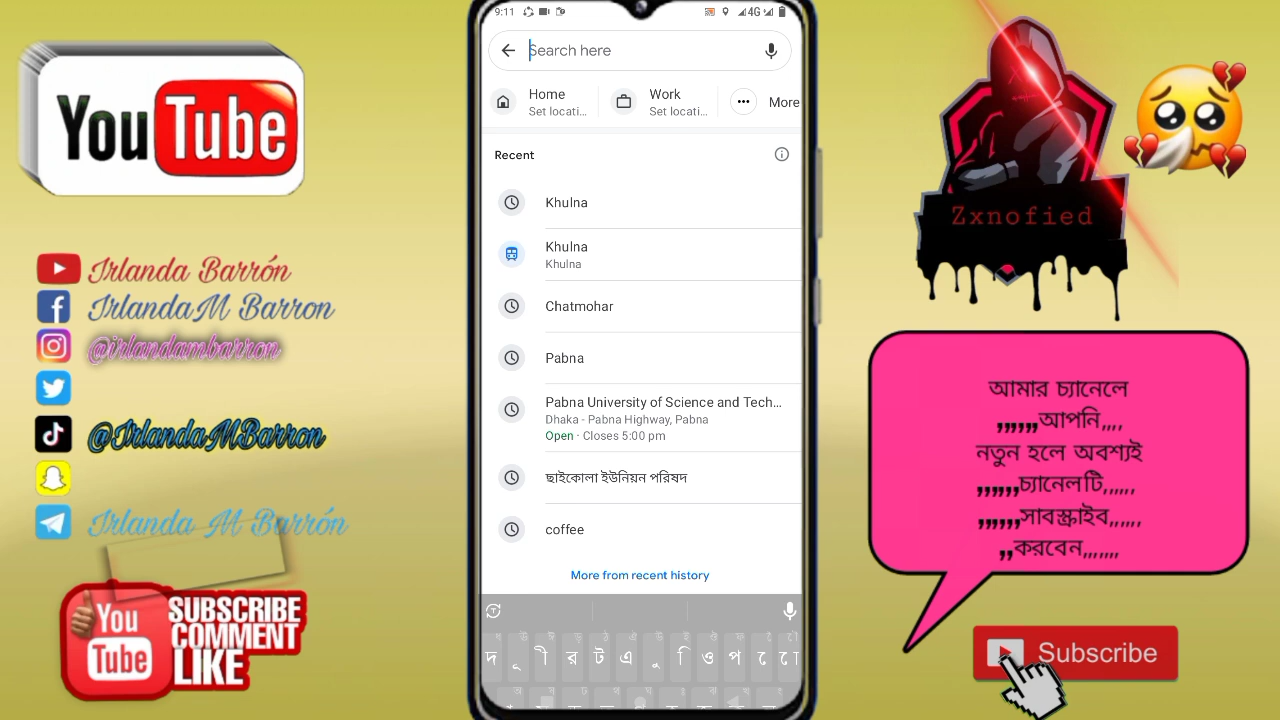 You Tube
Irlanda Barrón
IrlandaM Barron
@irlandambarron
@IrlandaMBarron
Irlanda M Barrón
You
Tube
SUBSCRIBE
COMMENT
LIKE
9:11
4G
Search here
Home
Set locati...
Work
Set locati...
More
Recent
Khulna
Khulna
Khulna
Chatmohar
Pabna
Pabna University of Science and Tech...
Dhaka - Pabna Highway, Pabna
Open · Closes 5:00 pm
ছাইকোলা ইউনিয়ন পরিষদ
coffee
More from recent history
Zxnofied
আমার চ্যানেলে
,,,,,,আপনি,,,,
নতুন হলে অবশ্যই
,,,,,,চ্যানেলটি,,,,,,
,,,,,,সাবস্ক্রাইব,,,,,,
,,করবেন,,,,,,,
Subscribe